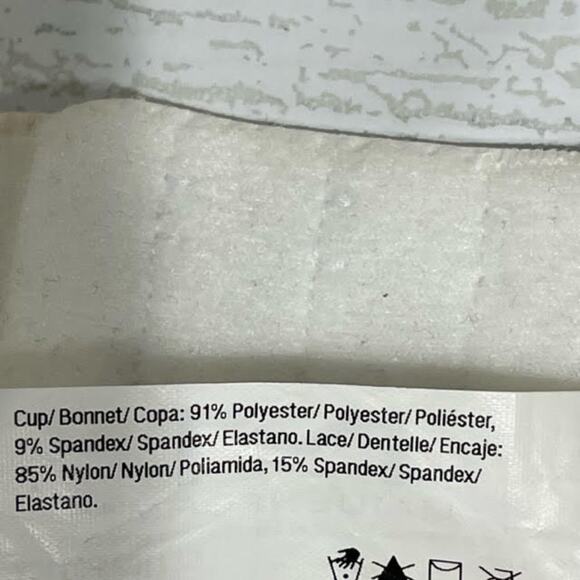 Cup/ Bonnet/ Copa: 91% Polyester/ Polyester/ Poliéster,
9% Spandex/ Spandex/ Elastano. Lace/ Dentelle/ Encaje:
85% Nylon/ Nylon/ Poliamida, 15% Spandex/ Spandex/
Elastano.